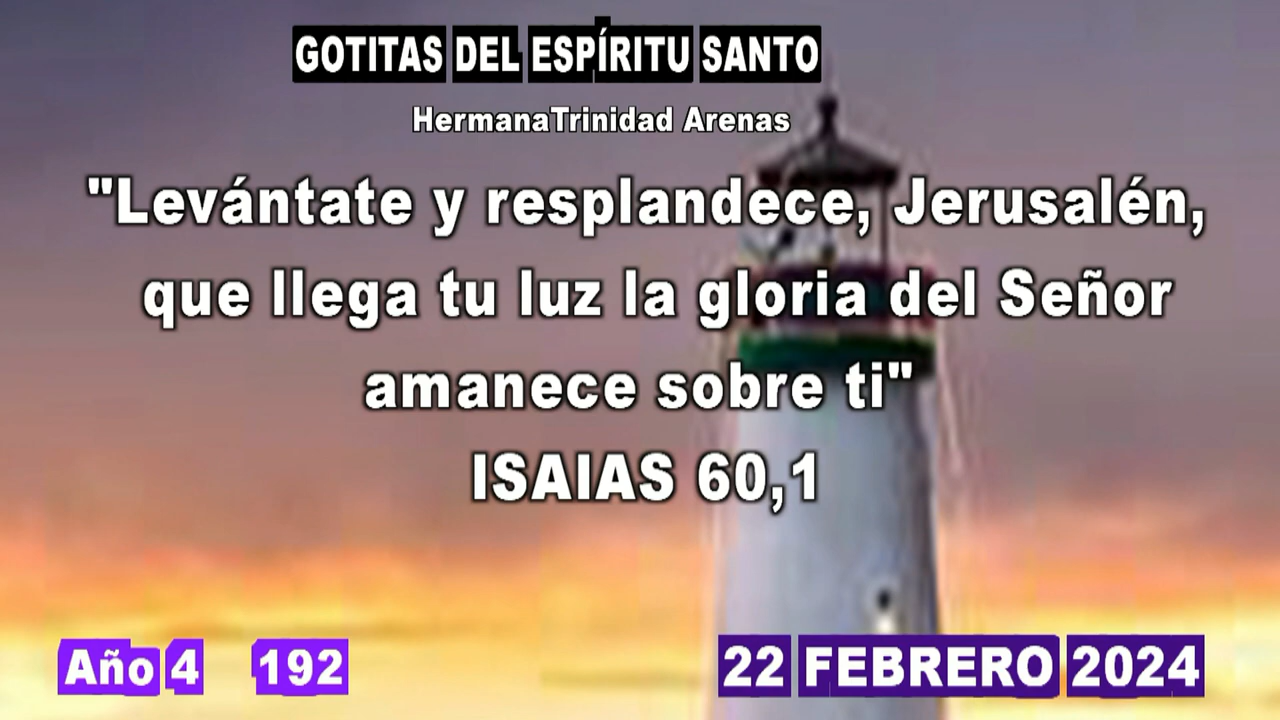 GOTITAS DEL ESPÍRITU SANTO
HermanaTrinidad Arenas
"Levántate y resplandece, Jerusalén,
que llega tu luz la gloria del Señor
amanece sobre ti"
ISAIAS 60,1
Año 4 192 22 FEBRERO 2024